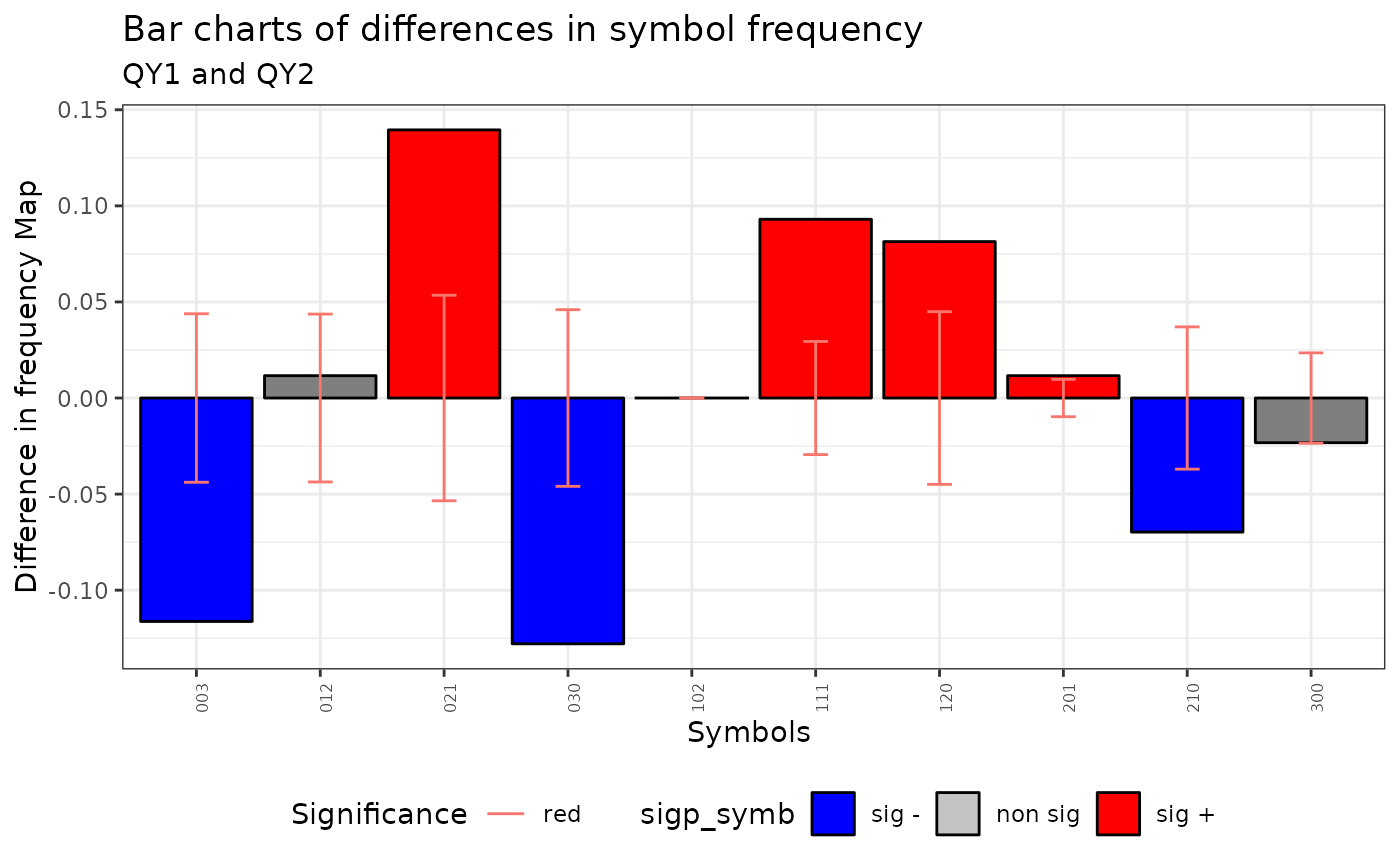 Bar charts of differences in symbol frequency
QY1 and QY2
Difference in frequency Map
0.15
0.10
0.05
0.00
-0.05
-0.10
003 012 021 030 102 111 120 201 210 300
Symbols
Significance red sigp_symb sig - non sig sig +